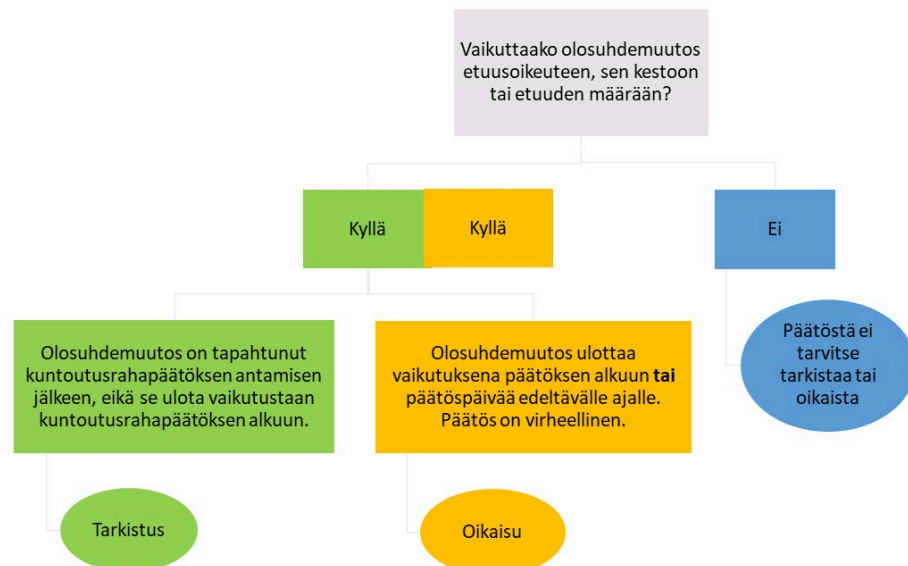 Vaikuttaako olosuhdemuutos
etuusoikeuteen, sen kestoon
tai etuuden määrään?
Kyllä
Kyllä
Ei
Olosuhdemuutos on tapahtunut
kuntoutusrahapäätöksen antamisen
jälkeen, eikä se ulota vaikutustaan
kuntoutusrahapäätöksen alkuun.
Olosuhdemuutos ulottaa
vaikutuksena päätöksen alkuun tai
päätöspäivää edeltävälle ajalle.
Päätös on virheellinen.
Päätöstä ei
tarvitse
tarkistaa tai
oikaista
Tarkistus
Oikaisu